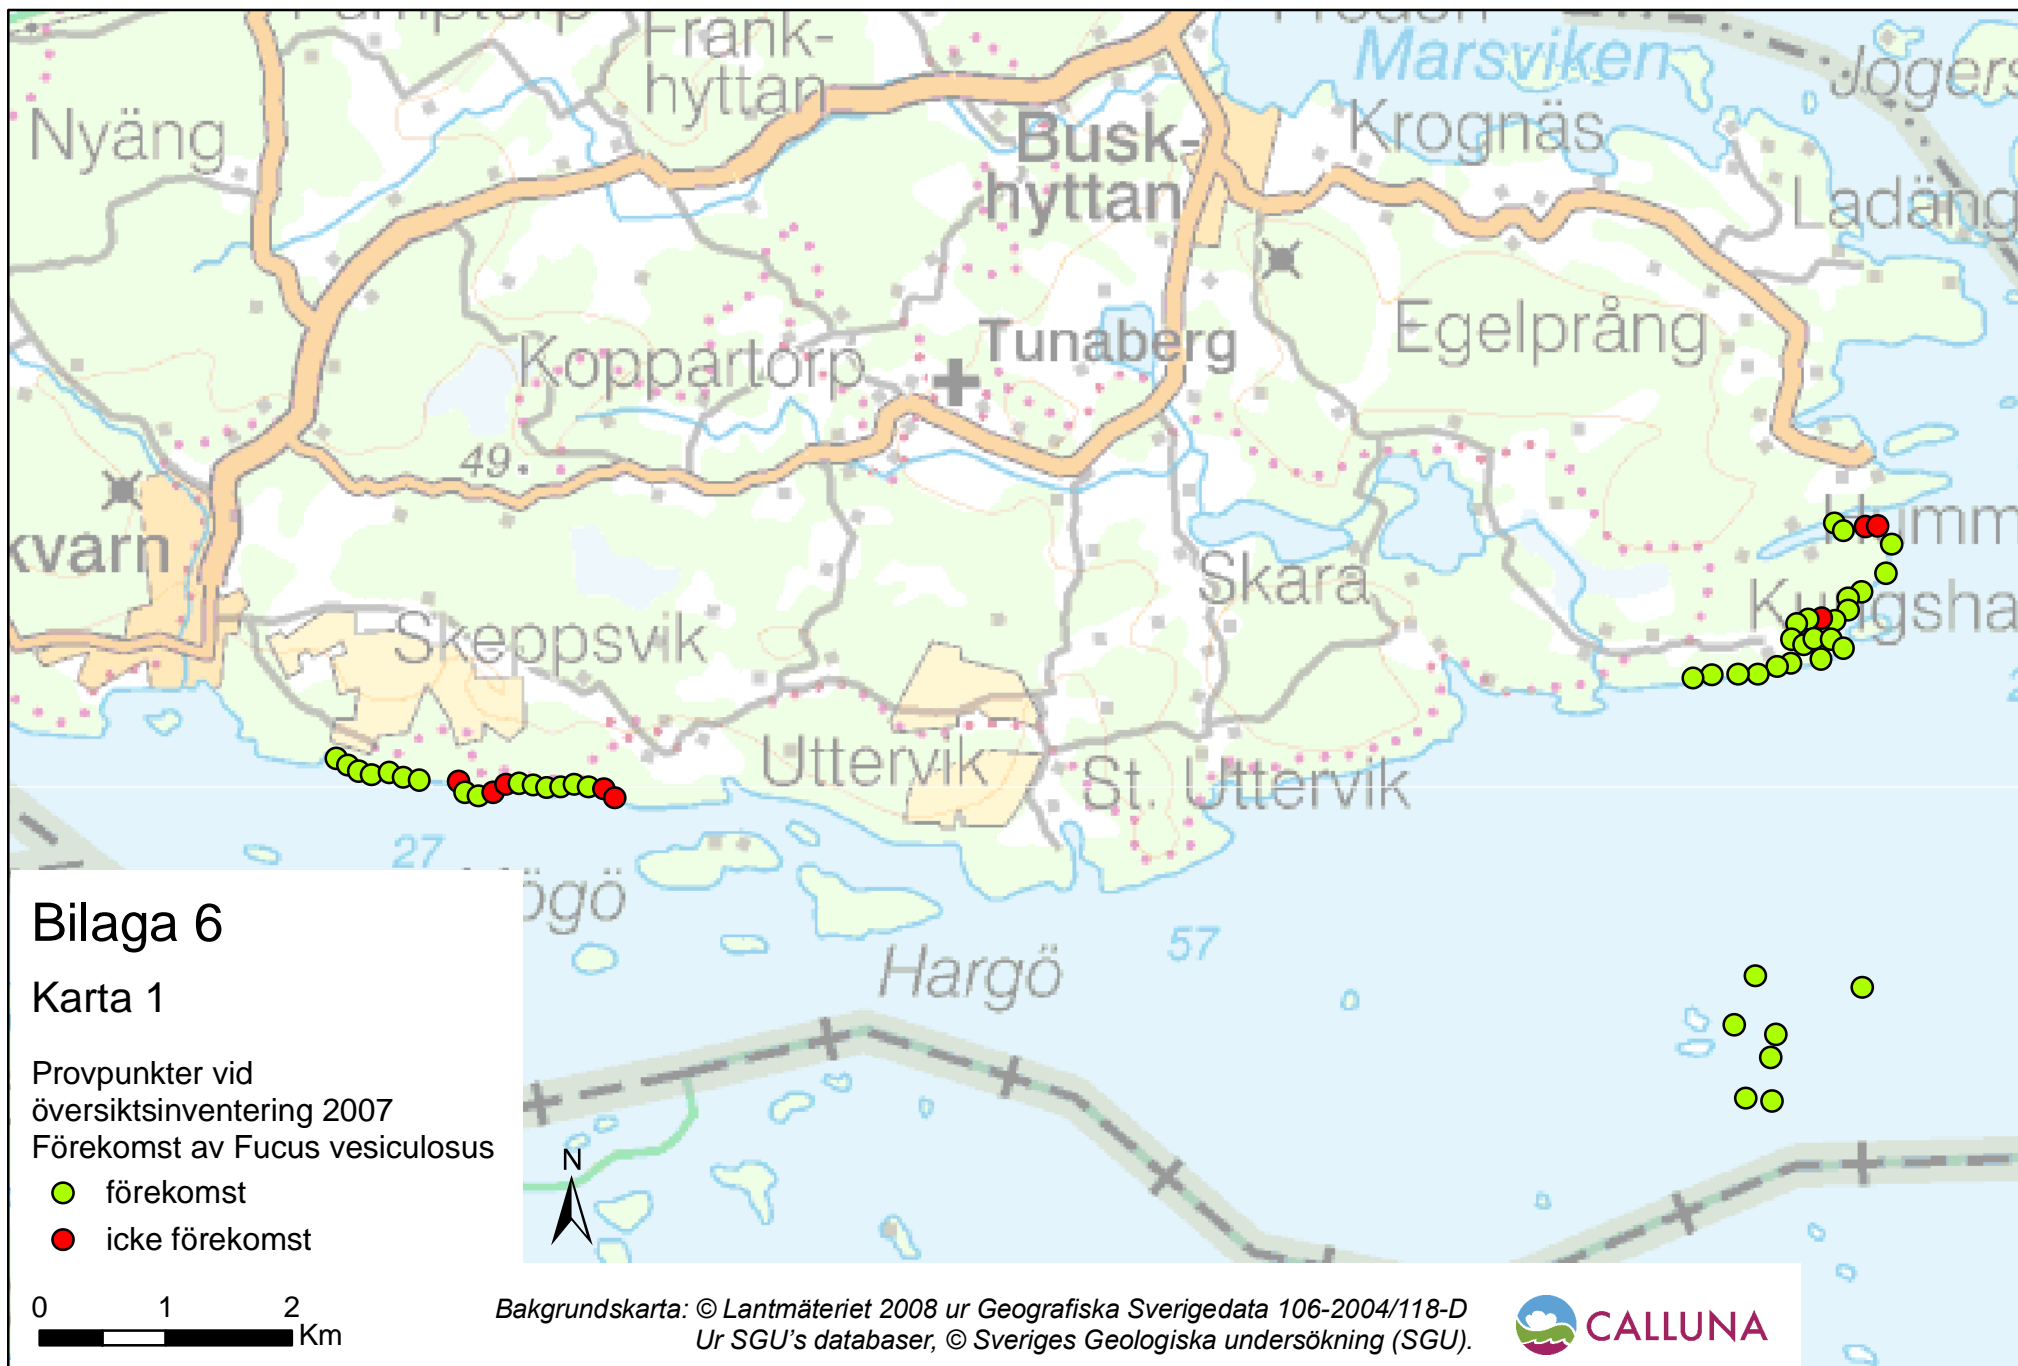 Frank-
hyttan
Marsviken
Nyäng
Busk-
hyttan
Krognäs
Ladäng
Koppartorp
Tunaberg
Egelprång
49
kvarn
Skara
Skeppsvik
Uttervik
St. Uttervik
27
Hargö
57
Bilaga 6
Karta 1
Provpunkter vid
översiktsinventering 2007
Förekomst av Fucus vesiculosus
förekomst
icke förekomst
N
0 1 2
Km
Bakgrundskarta: © Lantmäteriet 2008 ur Geografiska Sverigedata 106-2004/118-D
Ur SGU's databaser, © Sveriges Geologiska undersökning (SGU).
CALLUNA